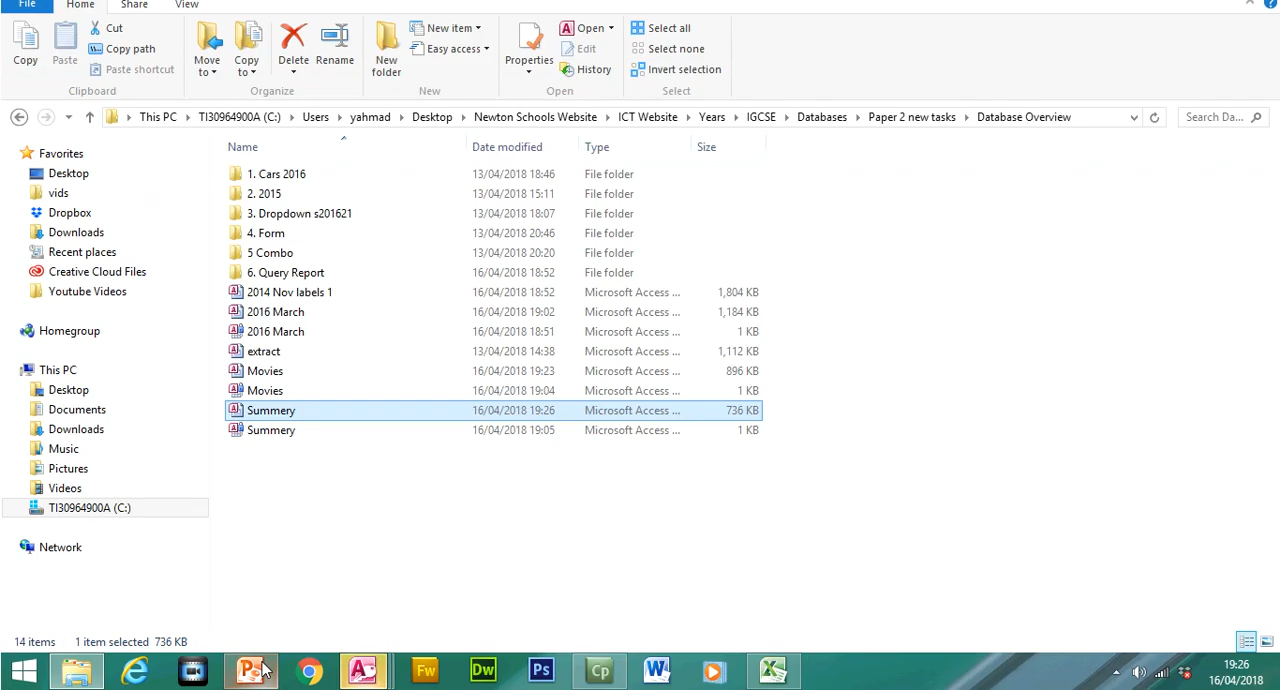 File Home Share View
Copy Paste Cut Copy path Paste shortcut Clipboard
Move to Copy to Delete Rename Organize
New folder New item Easy access New
Properties Open Edit History Open
Select all Select none Invert selection Select
This PC TI30964900A (C:) Users yahmad Desktop Newton Schools Website ICT Website Years IGCSE Databases Paper 2 new tasks Database Overview Search Da...
Favorites
Desktop
vids
Dropbox
Downloads
Recent places
Creative Cloud Files
Youtube Videos
Homegroup
This PC
Desktop
Documents
Downloads
Music
Pictures
Videos
TI30964900A (C:)
Network
Name Date modified Type Size
1. Cars 2016 13/04/2018 18:46 File folder
2. 2015 13/04/2018 15:11 File folder
3. Dropdown s201621 13/04/2018 18:07 File folder
4. Form 13/04/2018 20:46 File folder
5 Combo 13/04/2018 20:20 File folder
6. Query Report 16/04/2018 18:52 File folder
2014 Nov labels 1 16/04/2018 18:52 Microsoft Access ... 1,804 KB
2016 March 16/04/2018 19:02 Microsoft Access ... 1,184 KB
2016 March 16/04/2018 18:51 Microsoft Access ... 1 KB
extract 13/04/2018 14:38 Microsoft Access ... 1,112 KB
Movies 16/04/2018 19:23 Microsoft Access ... 896 KB
Movies 16/04/2018 19:04 Microsoft Access ... 1 KB
Summery 16/04/2018 19:26 Microsoft Access ... 736 KB
Summery 16/04/2018 19:05 Microsoft Access ... 1 KB
14 items 1 item selected 736 KB
Fw Dw Ps Cp
19:26
16/04/2018